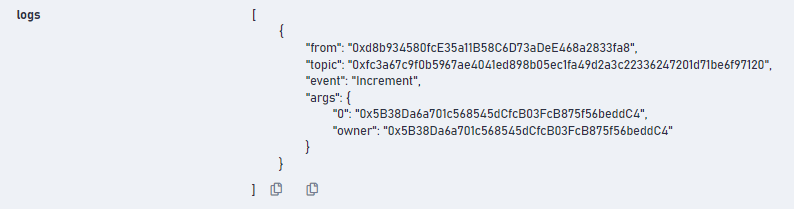 logs [
{
"from": "0xd8b934580fcE35a11B58C6D73aDeE468a2833fa8",
"topic": "0xfc3a67c9f0b5967ae4041ed898b05ec1fa49d2a3c22336247201d71be6f97120",
"event": "Increment",
"args": {
"0": "0x5B38Da6a701c568545dCfcB03FcB875f56beddC4",
"owner": "0x5B38Da6a701c568545dCfcB03FcB875f56beddC4"
}
}
]